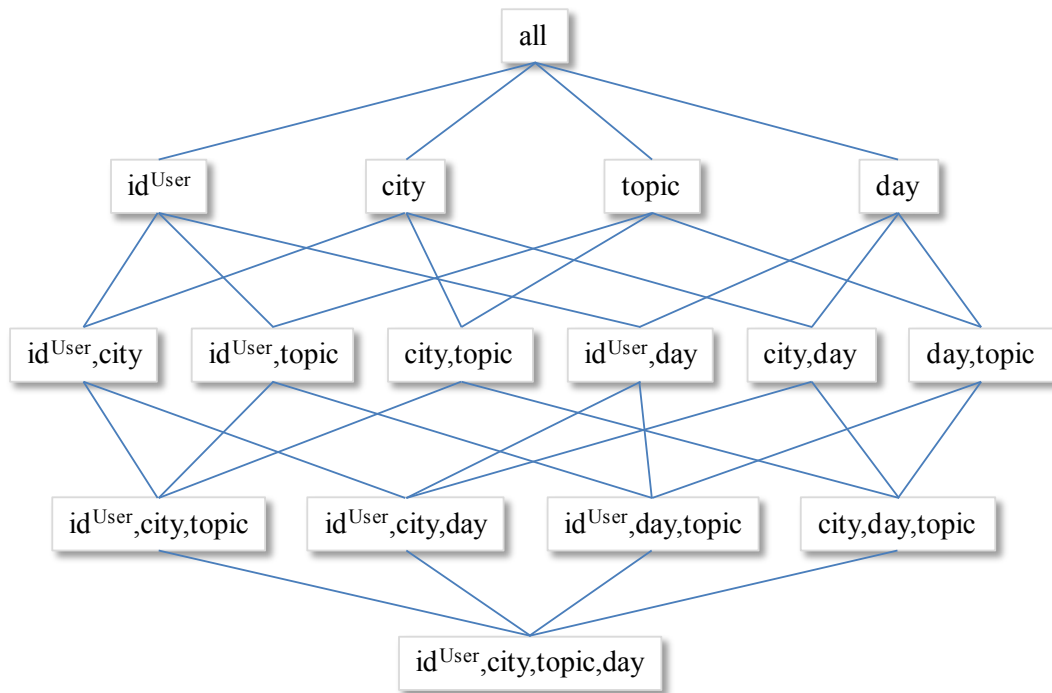 all
id^User
city
topic
day
id^User,city
id^User,topic
city,topic
id^User,day
city,day
day,topic
id^User,city,topic
id^User,city,day
id^User,day,topic
city,day,topic
id^User,city,topic,day